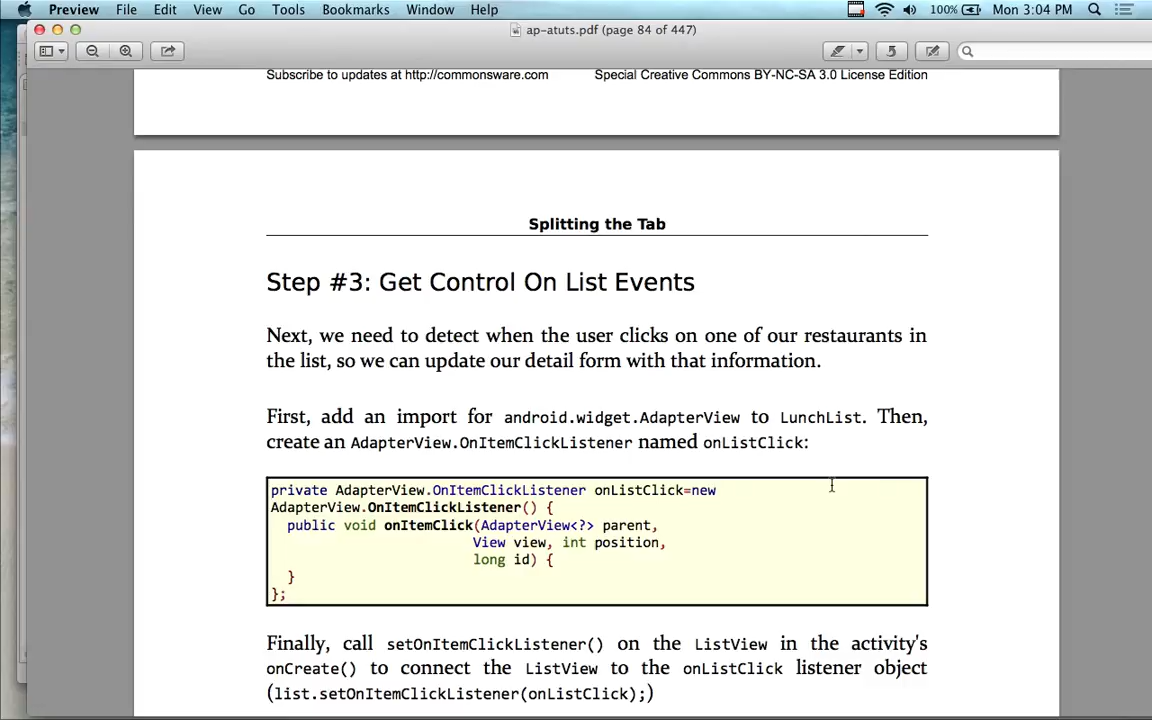 Preview File Edit View Go Tools Bookmarks Window Help 100% Mon 3:04 PM
ap-atuts.pdf (page 84 of 447)
Subscribe to updates at http://commonsware.com Special Creative Commons BY-NC-SA 3.0 License Edition
Splitting the Tab
Step #3: Get Control On List Events
Next, we need to detect when the user clicks on one of our restaurants in
the list, so we can update our detail form with that information.
First, add an import for android.widget.AdapterView to LunchList. Then,
create an AdapterView.OnItemClickListener named onListClick:
private AdapterView.OnItemClickListener onListClick=new
AdapterView.OnItemClickListener() {
public void onItemClick(AdapterView<?> parent,
View view, int position,
long id) {
}
};
Finally, call setOnItemClickListener() on the ListView in the activity's
onCreate() to connect the ListView to the onListClick listener object
(list.setOnItemClickListener(onListClick);)